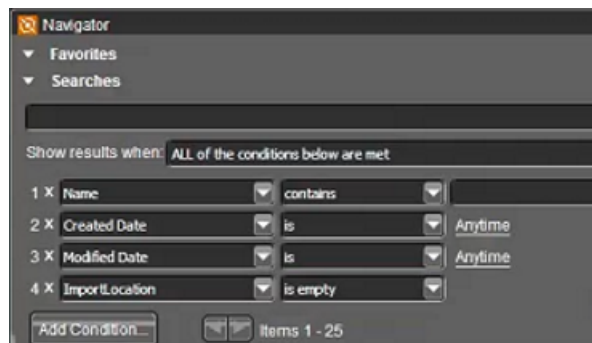 Navigator
Favorites
Searches
Show results when: ALL of the conditions below are met
1 X Name contains
2 X Created Date is Anytime
3 X Modified Date is Anytime
4 X ImportLocation is empty
Add Condition... Items 1 - 25